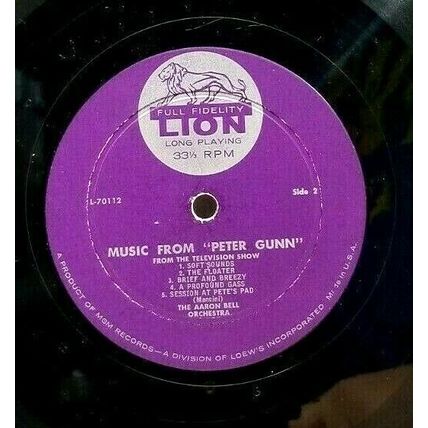 FULL FIDELITY
LION
LONG PLAYING
33⅓ RPM
L-70112
Side 2
MUSIC FROM "PETER GUNN"
FROM THE TELEVISION SHOW
1. SOFT SOUNDS
2. THE FLOATER
3. BRIEF AND BREEZY
4. A PROFOUND GASS
5. SESSION AT PETE'S PAD
(Mancini)
THE AARON BELL
ORCHESTRA
A PRODUCT OF MGM RECORDS—A DIVISION OF LOEW'S INCORPORATED. in U.S.A.